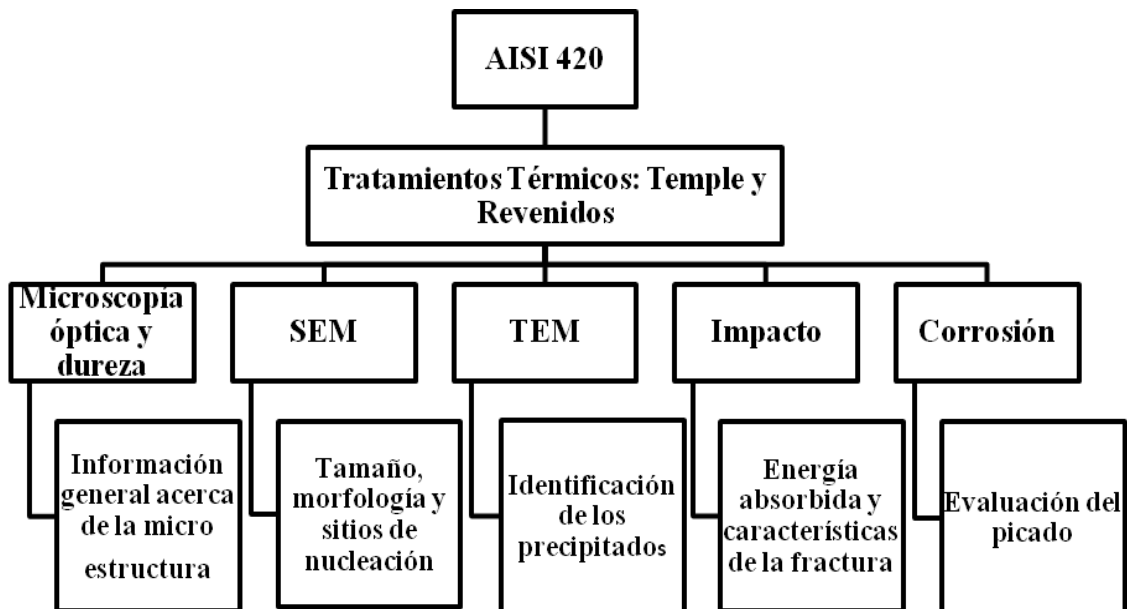 AISI 420
Tratamientos Térmicos: Temple y
Revenidos
Microscopía
óptica y
dureza
SEM
TEM
Impacto
Corrosión
Información
general acerca
de la micro
estructura
Tamaño,
morfología y
sitios de
nucleación
Identificación
de los
precipitados
Energía
absorbida y
características
de la fractura
Evaluación del
picado